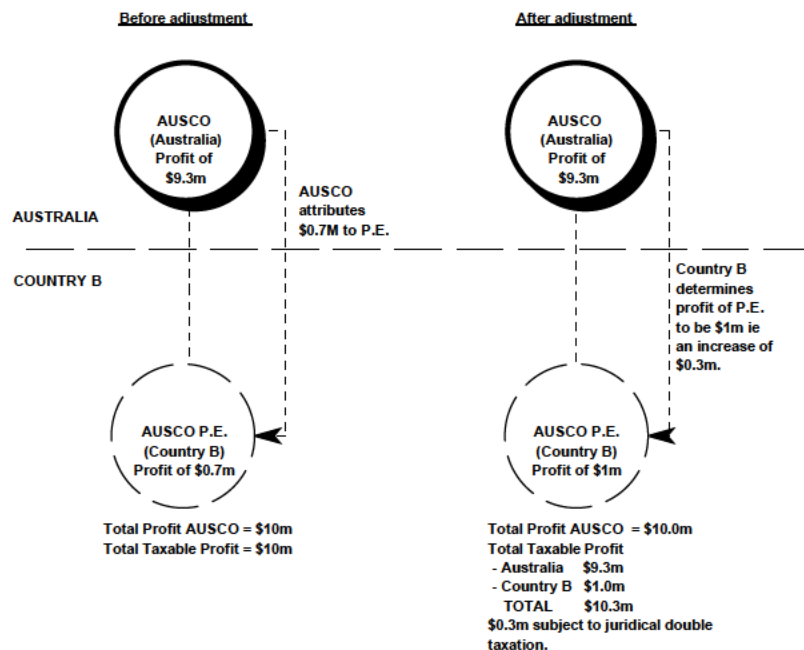 Before adiustment
AUSCO
(Australia)
Profit of
$9.3m
AUSCO
attributes
$0.7M to P.E.
AUSTRALIA
COUNTRY B
AUSCO P.E.
(Country B)
Profit of $0.7m
Total Profit AUSCO = $10m
Total Taxable Profit = $10m
After adjustment
AUSCO
(Australia)
Profit of
$9.3m
Country B
determines
profit of P.E.
to be $1m ie
an increase of
$0.3m.
AUSCO P.E.
(Country B)
Profit of $1m
Total Profit AUSCO = $10.0m
Total Taxable Profit
- Australia $9.3m
- Country B $1.0m
TOTAL $10.3m
$0.3m subject to juridical double
taxation.